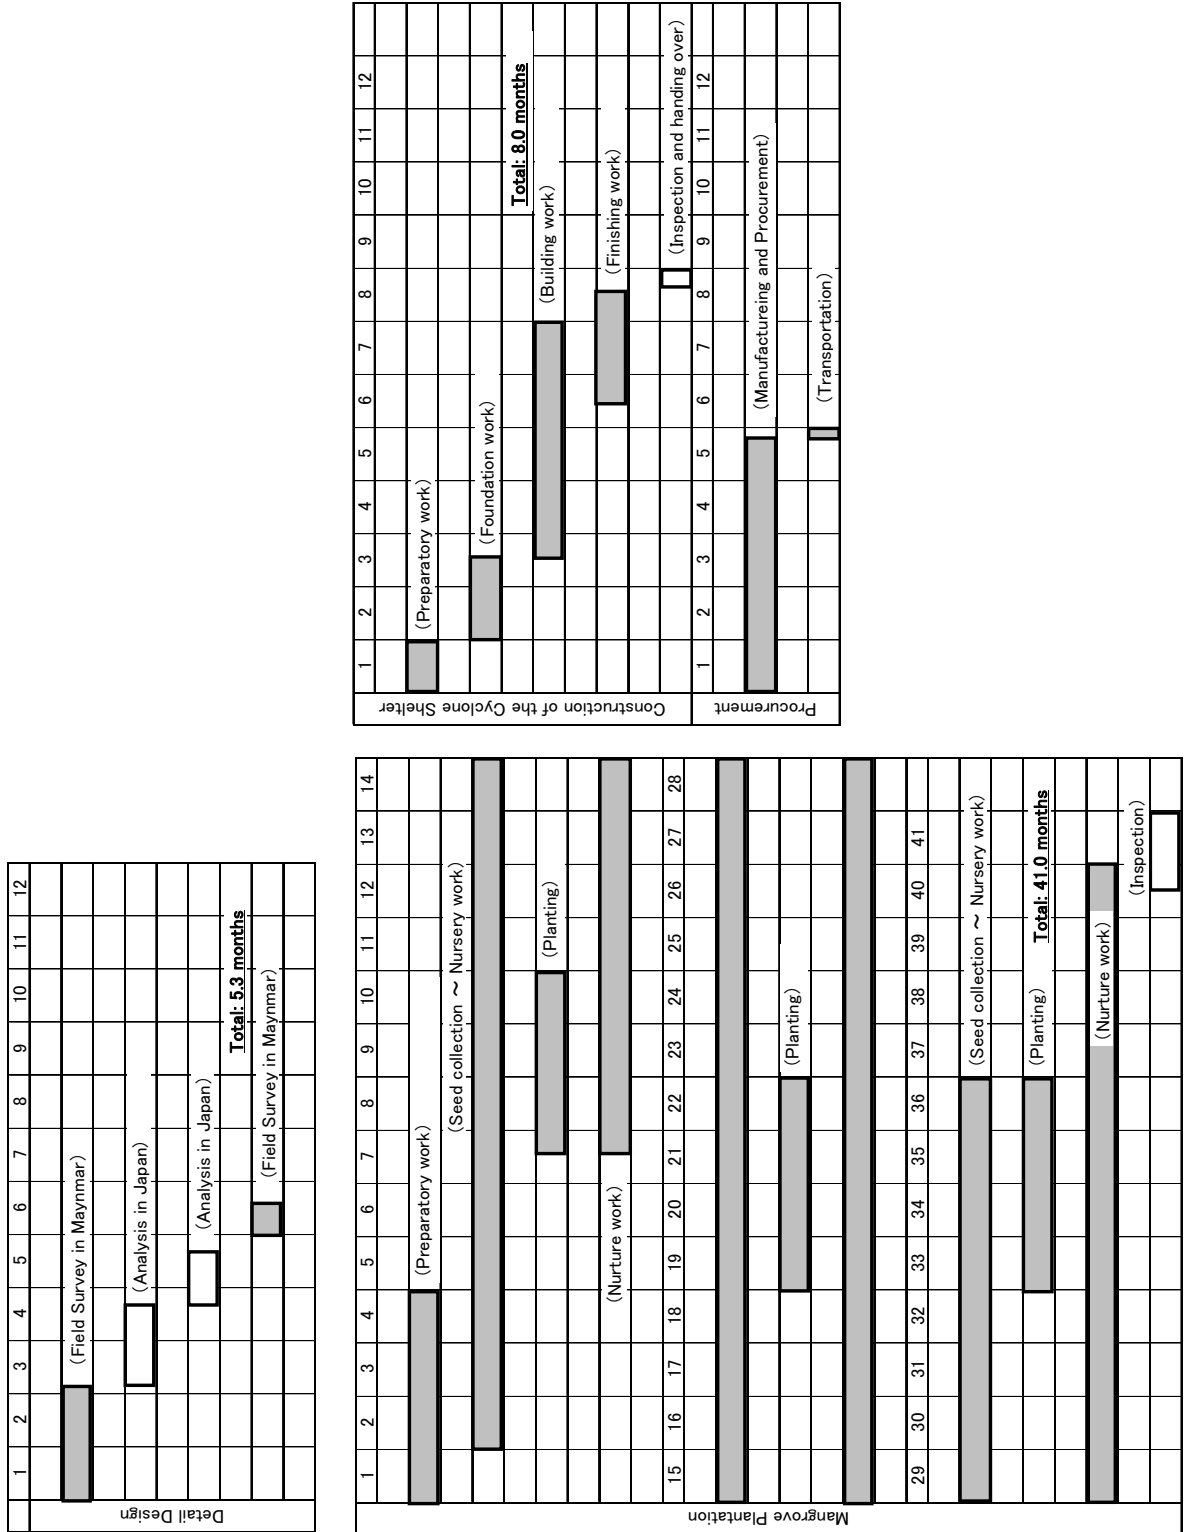 Detail Design
1 2 3 4 5 6 7 8 9 10 11 12
(Field Survey in Maynmar)
(Analysis in Japan)
(Analysis in Japan)
Total: 5.3 months
(Field Survey in Maynmar)
Mangrove Plantation
1 2 3 4 5 6 7 8 9 10 11 12 13 14
(Preparatory work)
(Seed collection ~ Nursery work)
(Planting)
(Nurture work)
15 16 17 18 19 20 21 22 23 24 25 26 27 28
(Planting)
29 30 31 32 33 34 35 36 37 38 39 40 41
(Seed collection ~ Nursery work)
(Planting)
Total: 41.0 months
(Nurture work)
(Inspection)
Construction of the Cyclone Shelter
1 2 3 4 5 6 7 8 9 10 11 12
(Preparatory work)
(Foundation work)
Total: 8.0 months
(Building work)
(Finishing work)
(Inspection and handing over)
Procurement
1 2 3 4 5 6 7 8 9 10 11 12
(Manufactureing and Procurement)
(Transportation)